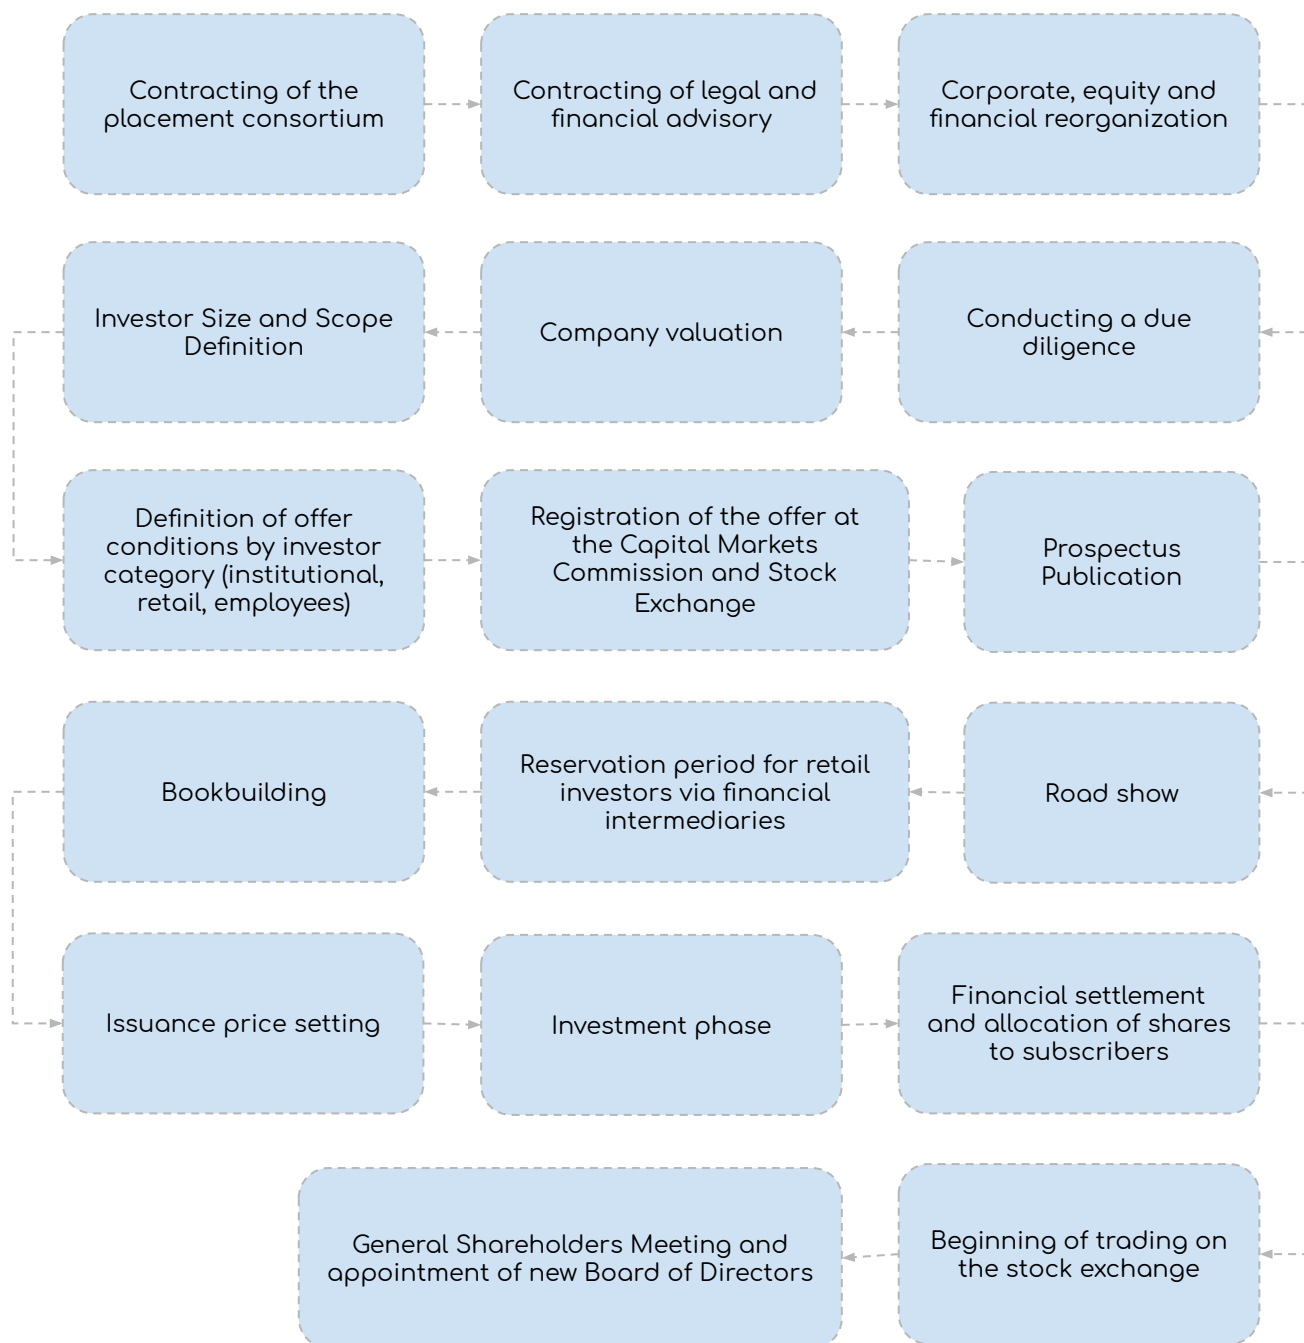 Contracting of the
placement consortium
Contracting of legal and
financial advisory
Corporate, equity and
financial reorganization
Conducting a due
diligence
Company valuation
Investor Size and Scope
Definition
Definition of offer
conditions by investor
category (institutional,
retail, employees)
Registration of the offer at
the Capital Markets
Commission and Stock
Exchange
Prospectus
Publication
Road show
Reservation period for retail
investors via financial
intermediaries
Bookbuilding
Issuance price setting
Investment phase
Financial settlement
and allocation of shares
to subscribers
Beginning of trading on
the stock exchange
General Shareholders Meeting and
appointment of new Board of Directors